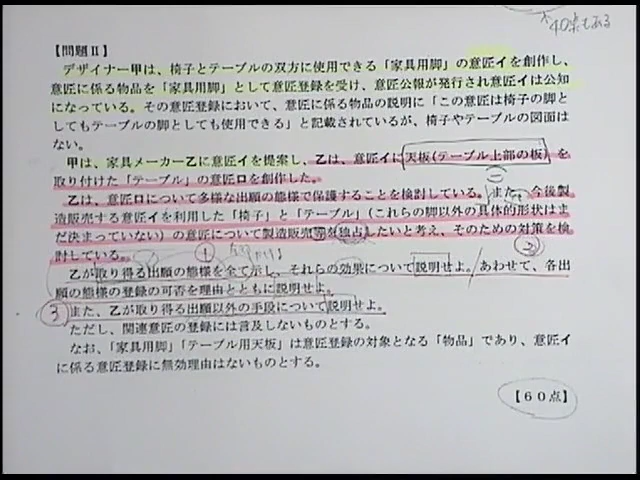 40条もある
【問題Ⅱ】
デザイナー甲は、椅子とテーブルの双方に使用できる「家具用脚」の意匠イを創作し、
意匠に係る物品を「家具用脚」として意匠登録を受け、意匠公報が発行され意匠イは公知
になっている。その意匠登録において、意匠に係る物品の説明に「この意匠は椅子の脚と
してもテーブルの脚としても使用できる」と記載されているが、椅子やテーブルの図面は
ない。
甲は、家具メーカー乙に意匠イを提案し、乙は、意匠イに天板(テーブル上部の板)を
取り付けた「テーブル」の意匠ロを創作した。
乙は、意匠ロについて多様な出願の態様で保護することを検討している。また、今後製
造販売する意匠イを利用した「椅子」と「テーブル」(これらの脚以外の具体的形状はま
だ決まっていない)の意匠について製造販売等を独占したいと考え、そのための対策を検
討している。
①
②
乙が取り得る出願の態様を全て示し、それらの効果について説明せよ。あわせて、各出
願の態様の登録の可否を理由とともに説明せよ。
③
また、乙が取り得る出願以外の手段について説明せよ。
ただし、関連意匠の登録には言及しないものとする。
なお、「家具用脚」「テーブル用天板」は意匠登録の対象となる「物品」であり、意匠イ
に係る意匠登録に無効理由はないものとする。
【60点】